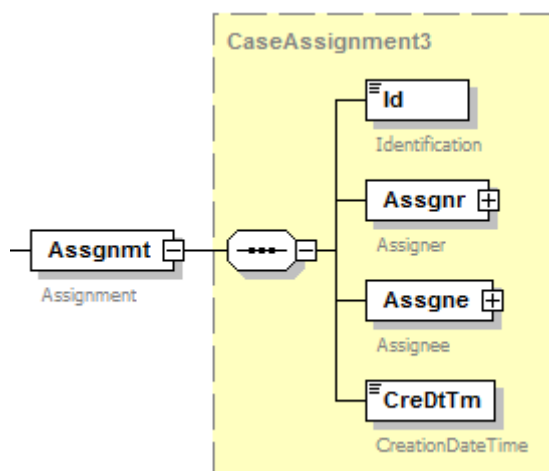 CaseAssignment3
Id
Identification
Assgnr
Assigner
Assgnmt
Assignment
Assgne
Assignee
CreDtTm
CreationDateTime